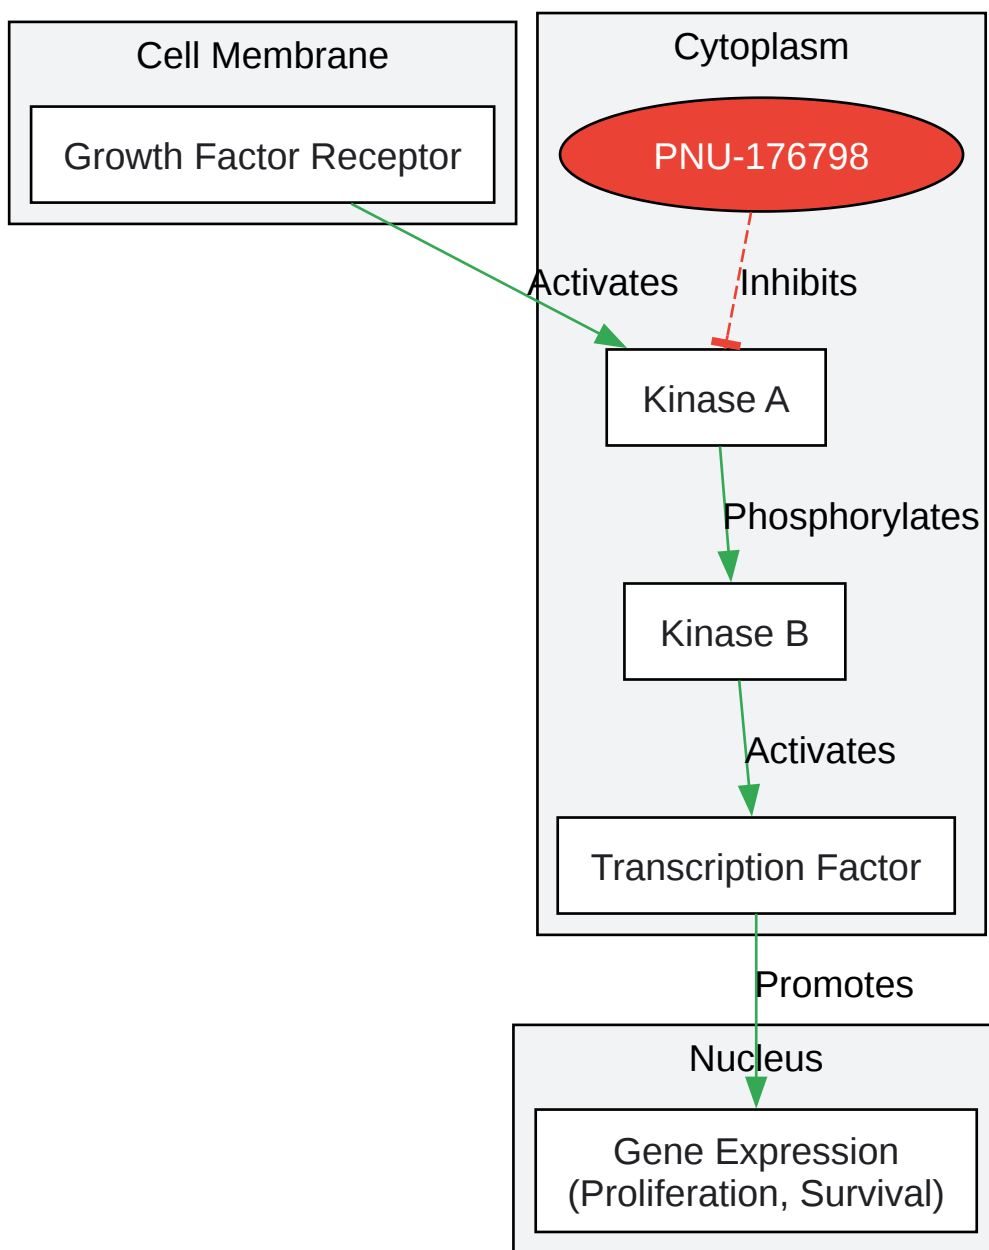 Cell Membrane
Growth Factor Receptor
Cytoplasm
PNU-176798
Activates
Inhibits
Kinase A
Phosphorylates
Kinase B
Activates
Transcription Factor
Promotes
Nucleus
Gene Expression
(Proliferation, Survival)